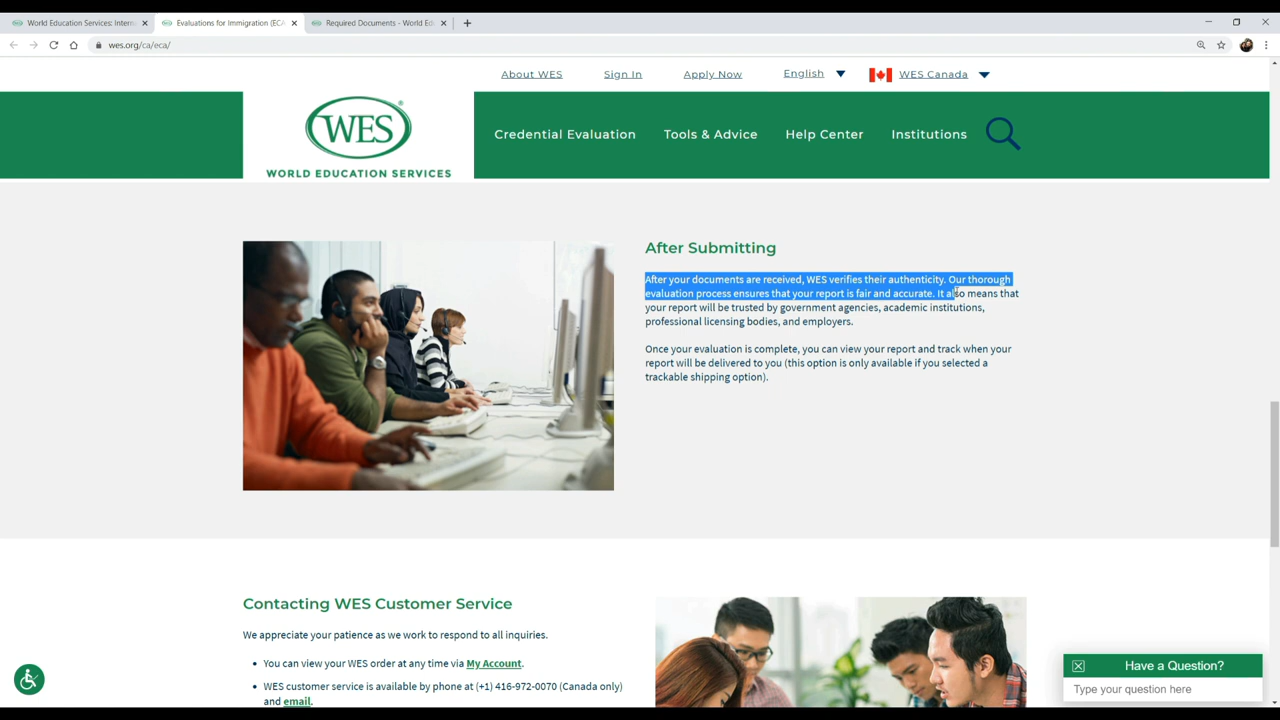 World Education Services: Intern
Evaluations for Immigration (ECA
Required Documents - World Ed
wes.org/ca/eca/
About WES
Sign In
Apply Now
English
WES Canada
WES
®
WORLD EDUCATION SERVICES
Credential Evaluation
Tools & Advice
Help Center
Institutions
After Submitting
After your documents are received, WES verifies their authenticity. Our thorough
evaluation process ensures that your report is fair and accurate. It also means that
your report will be trusted by government agencies, academic institutions,
professional licensing bodies, and employers.
Once your evaluation is complete, you can view your report and track when your
report will be delivered to you (this option is only available if you selected a
trackable shipping option).
Contacting WES Customer Service
We appreciate your patience as we work to respond to all inquiries.
• You can view your WES order at any time via My Account.
• WES customer service is available by phone at (+1) 416-972-0070 (Canada only)
and email.
Have a Question?
Type your question here